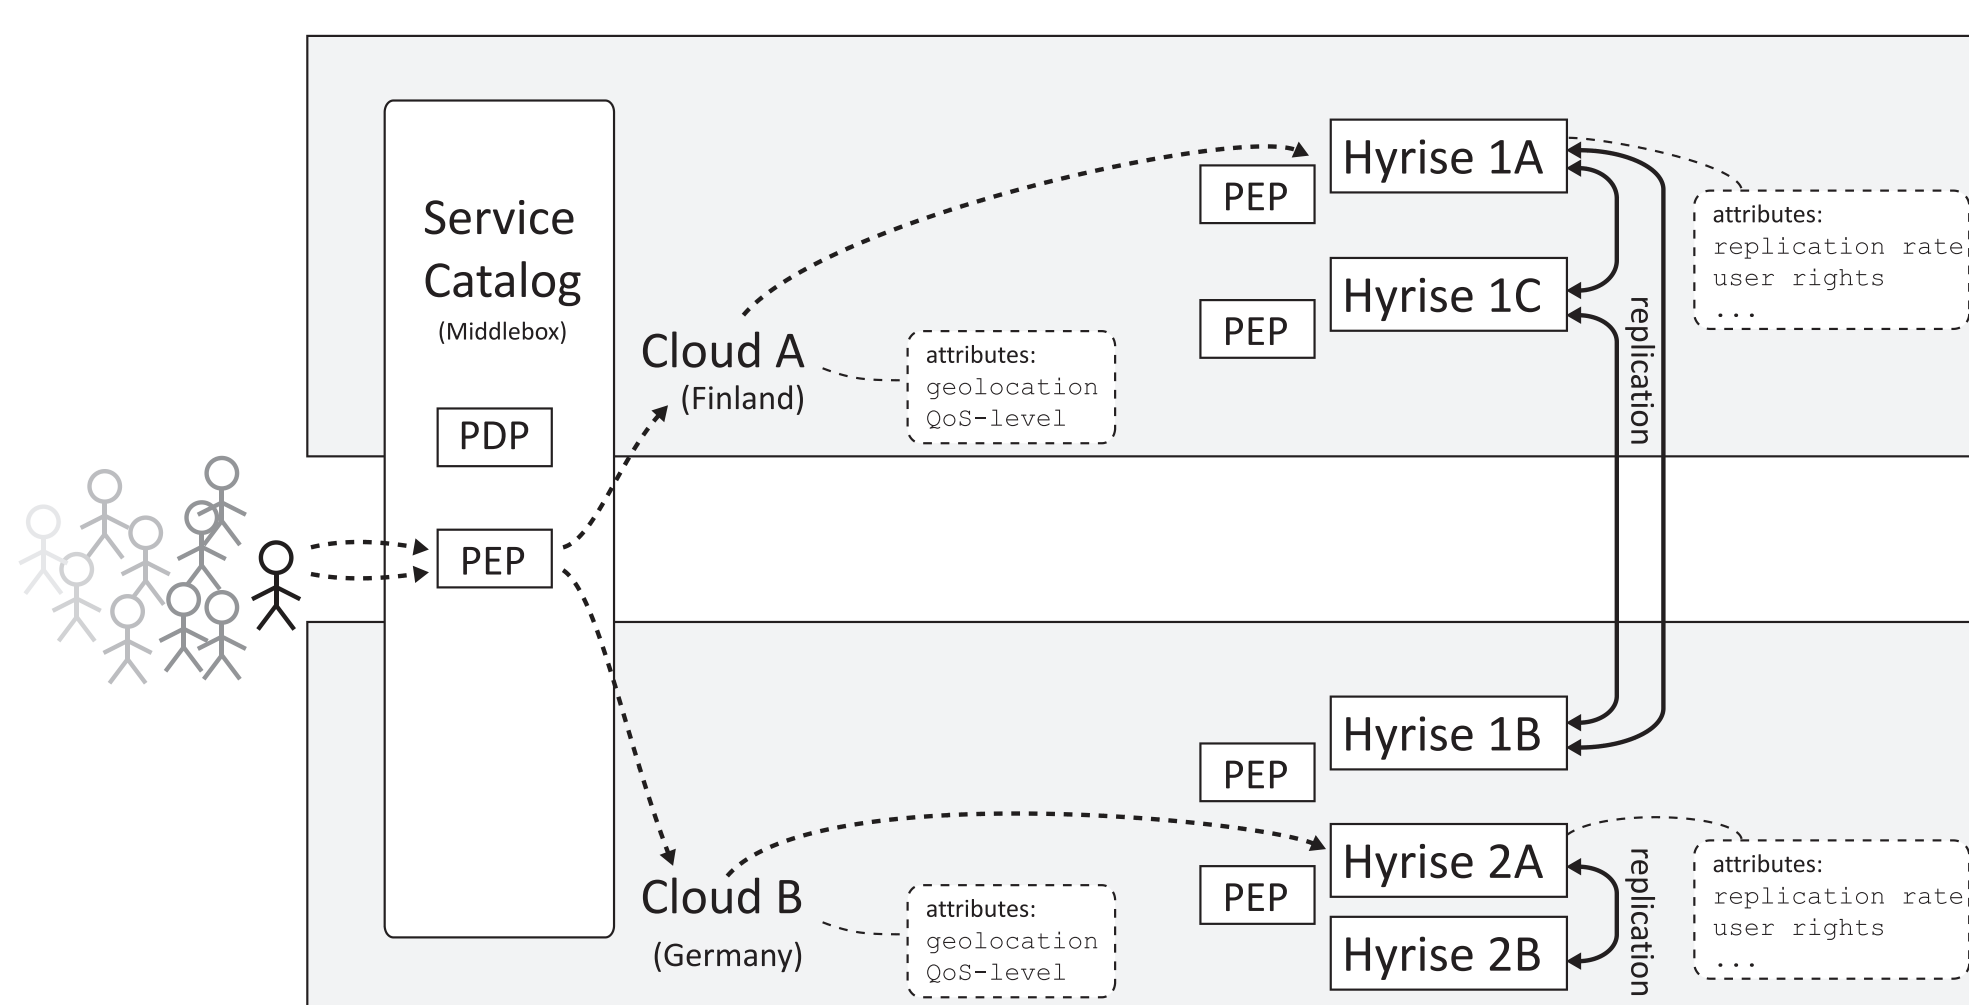 Service
Catalog
(Middlebox)
PDP
PEP
Cloud A
(Finland)
attributes:
geolocation
QoS-level
PEP
Hyrise 1A
PEP
Hyrise 1C
replication
attributes:
replication rate
user rights
...
Cloud B
(Germany)
attributes:
geolocation
QoS-level
PEP
Hyrise 1B
PEP
Hyrise 2A
Hyrise 2B
replication
attributes:
replication rate
user rights
...